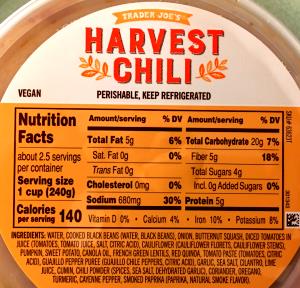 TRADER JOE'S
HARVEST
CHILI
VEGAN
PERISHABLE, KEEP REFRIGERATED
Nutrition
Facts
about 2.5 servings
per container
Serving size
1 cup (240g)
Calories
per serving 140
Amount/serving % DV
Total Fat 5g 6%
Sat. Fat 0g 0%
Trans Fat 0g
Cholesterol 0mg 0%
Sodium 680mg 30%
Amount/serving % DV
Total Carbohydrate 20g 7%
Fiber 5g 18%
Total Sugars 4g
Incl. 0g Added Sugars 0%
Protein 5g
Vitamin D 0% • Calcium 4% • Iron 10% • Potassium 8%
INGREDIENTS: WATER, COOKED BLACK BEANS (WATER, BLACK BEANS), ONION, BUTTERNUT SQUASH, DICED TOMATOES IN
JUICE (TOMATOES, TOMATO JUICE, SALT, CITRIC ACID), CAULIFLOWER (CAULIFLOWER FLORETS, CAULIFLOWER STEMS),
PUMPKIN, SWEET POTATO, CANOLA OIL, FRENCH GREEN LENTILS, RED QUINOA, TOMATO PASTE (TOMATOES, CITRIC
ACID), GUAJILLO PEPPER PUREE (GUAJILLO CHILE PEPPERS, CITRIC ACID), GARLIC, SEA SALT, CILANTRO, LIME
JUICE, CUMIN, CHILI POWDER (SPICES, SEA SALT, DEHYDRATED GARLIC), CORIANDER, OREGANO,
TURMERIC, CAYENNE PEPPER, SMOKED PAPRIKA (PAPRIKA, NATURAL SMOKE FLAVOR).